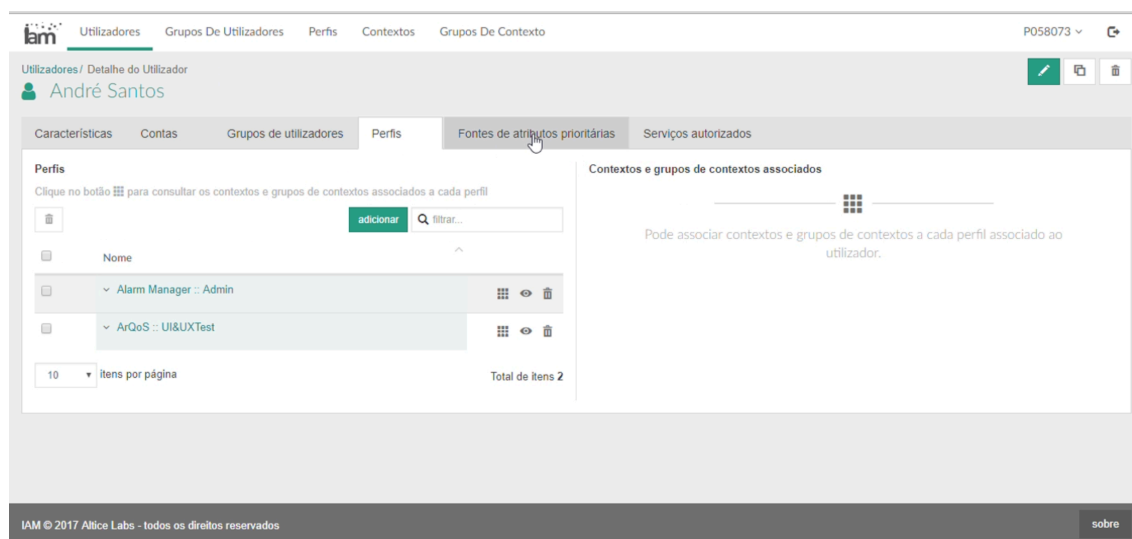 iam Utilizadores Grupos De Utilizadores Perfis Contextos Grupos De Contexto P058073
Utilizadores / Detalhe do Utilizador
André Santos
Características Contas Grupos de utilizadores Perfis Fontes de atributos prioritárias Serviços autorizados
Perfis
Clique no botão para consultar os contextos e grupos de contextos associados a cada perfil
adicionar filtrar...
Nome
Alarm Manager :: Admin
ArQoS :: UI&UXTest
10 itens por página Total de itens 2
Contextos e grupos de contextos associados
Pode associar contextos e grupos de contextos a cada perfil associado ao
utilizador.
IAM © 2017 Altice Labs - todos os direitos reservados sobre